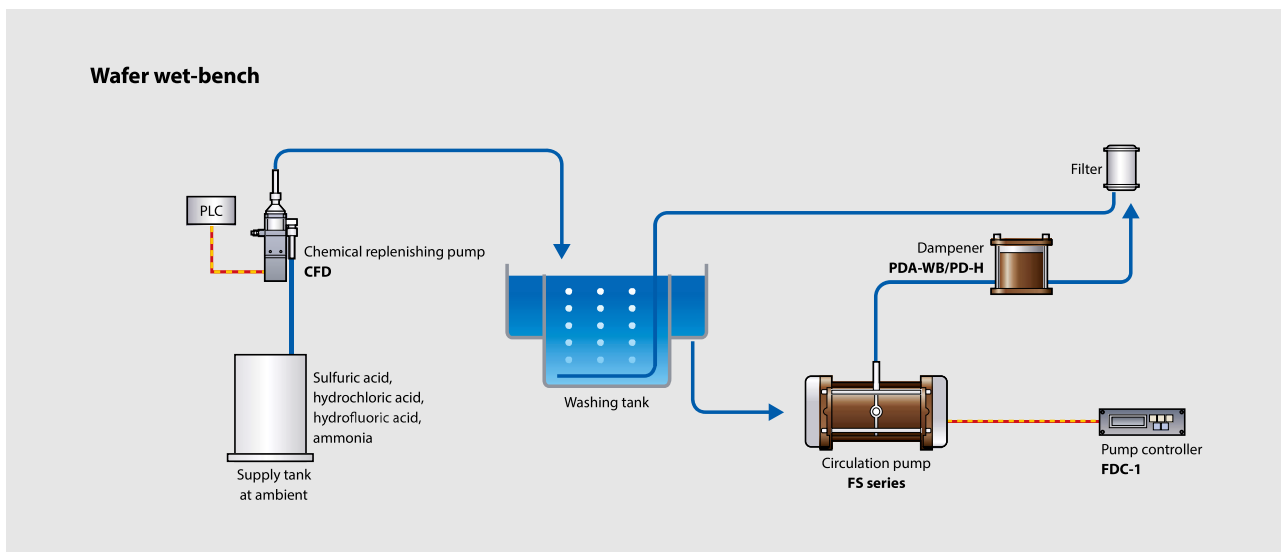 Wafer wet-bench
PLC
Chemical replenishing pump
CFD
Sulfuric acid,
hydrochloric acid,
hydrofluoric acid,
ammonia
Supply tank
at ambient
Washing tank
Filter
Dampener
PDA-WB/PD-H
Circulation pump
FS series
Pump controller
FDC-1